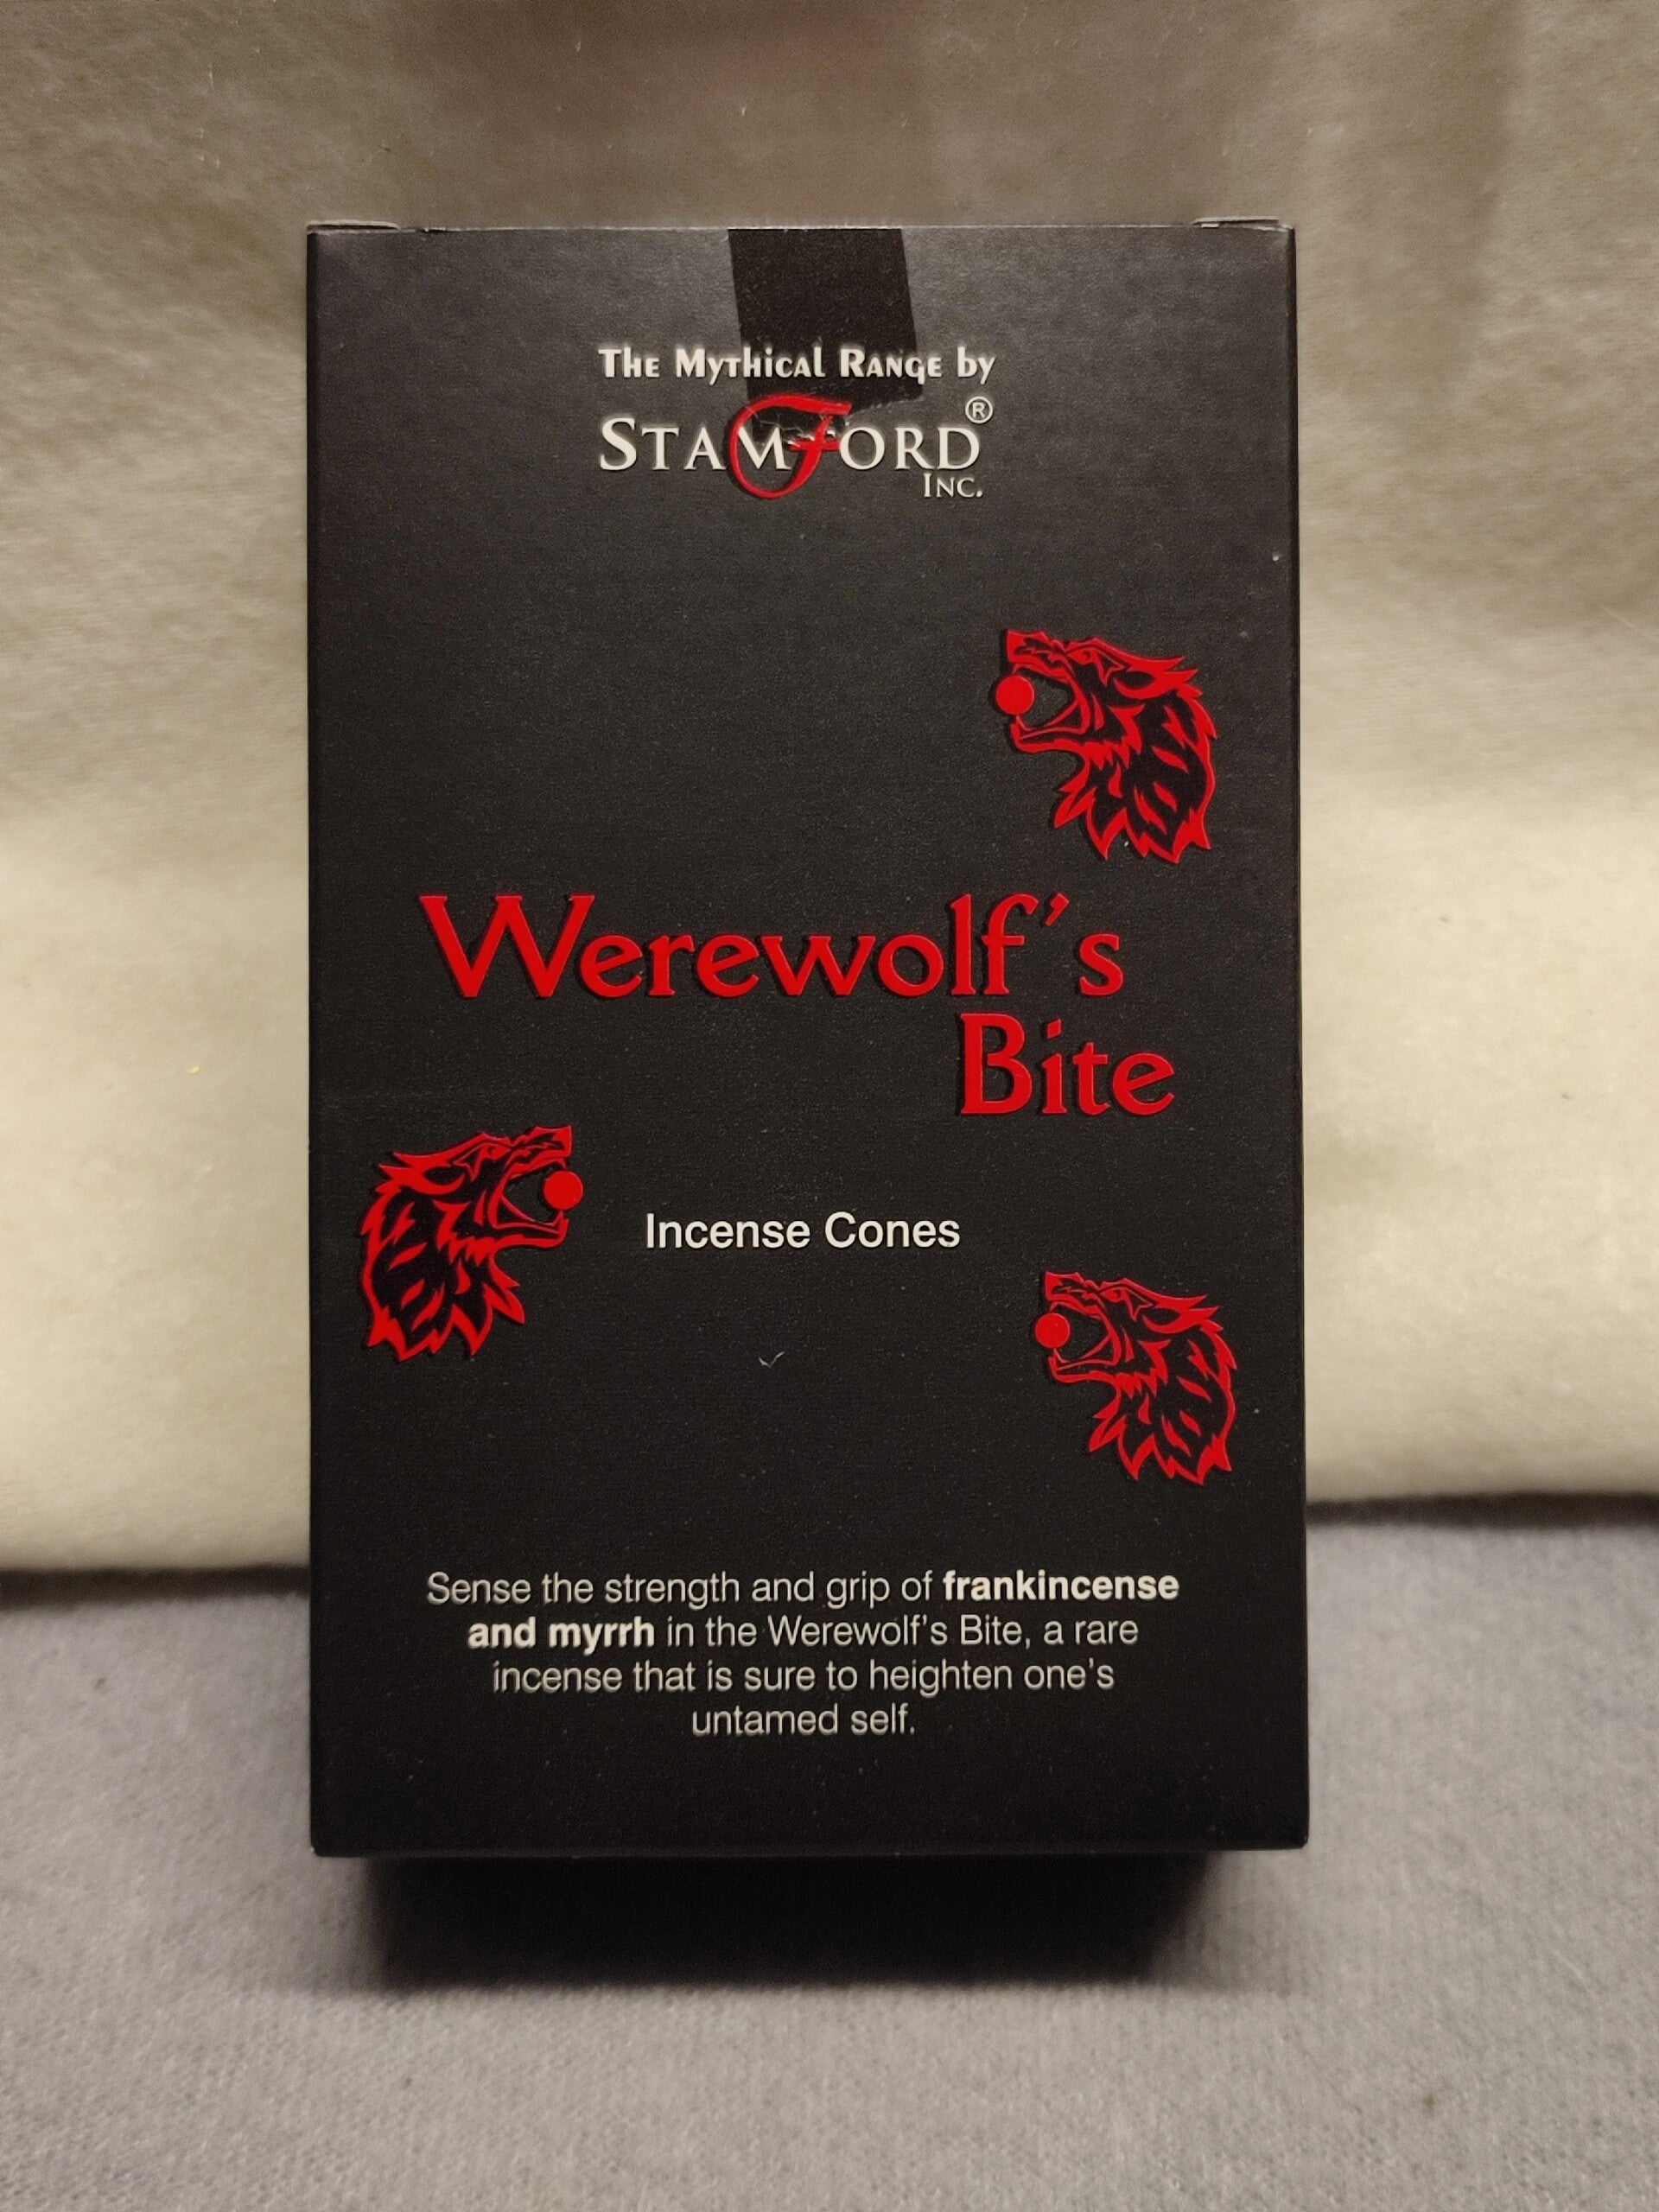 The Mythical Range by
Stamford®
Inc.
Werewolf's
Bite
Incense Cones
Sense the strength and grip of frankincense
and myrrh in the Werewolf's Bite, a rare
incense that is sure to heighten one's
untamed self.